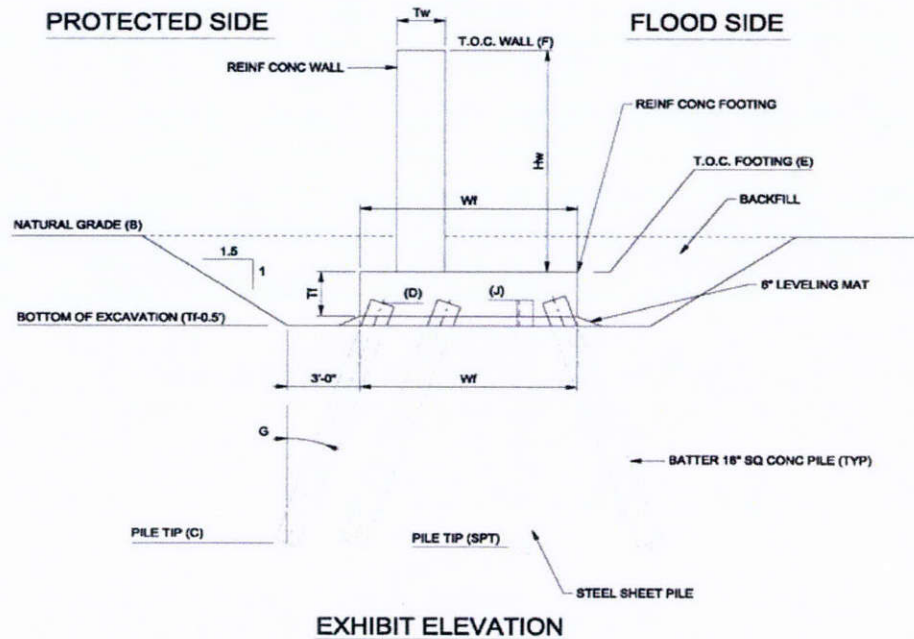 PROTECTED SIDE
Tw
FLOOD SIDE
T.O.C. WALL (F)
REINF CONC WALL
REINF CONC FOOTING
Hw
T.O.C. FOOTING (E)
Wf
BACKFILL
NATURAL GRADE (B)
1.5
1
Tf
(D)
(J)
6" LEVELING MAT
BOTTOM OF EXCAVATION (Tf-0.5')
3'-0"
Wf
G
BATTER 16" SQ CONC PILE (TYP)
PILE TIP (C)
PILE TIP (SPT)
STEEL SHEET PILE
EXHIBIT ELEVATION